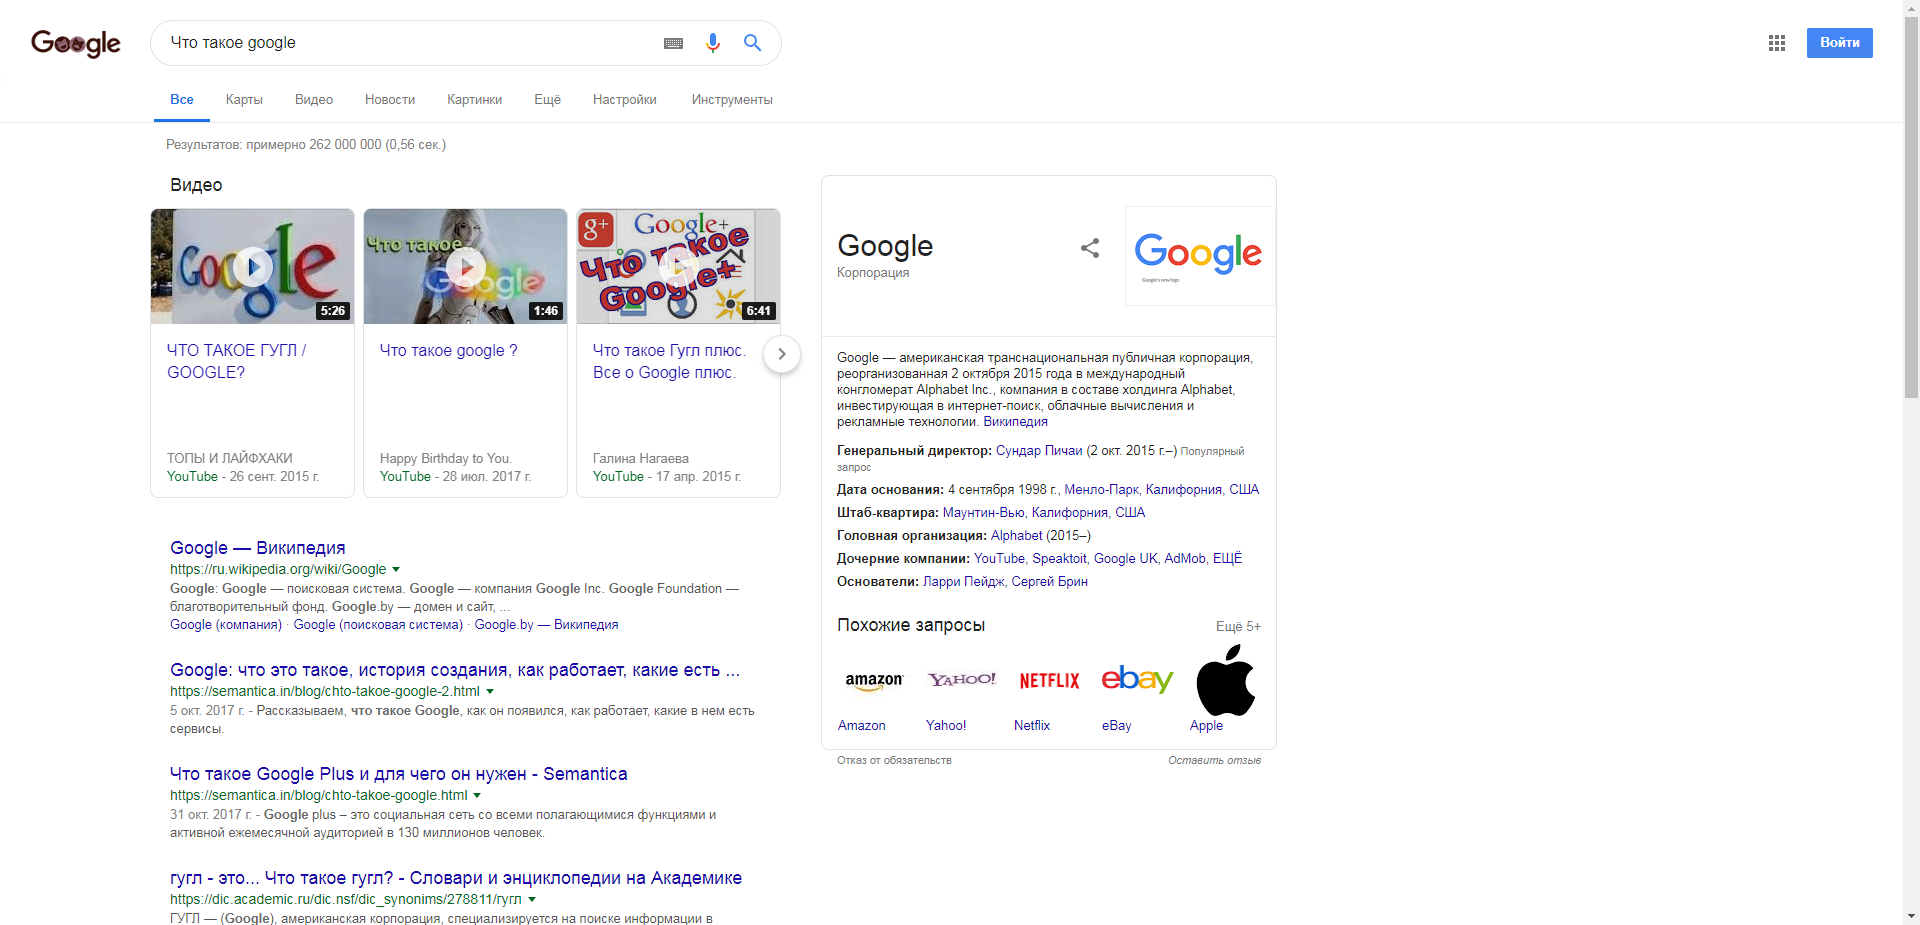 Google
Что такое google
Войти
Все Карты Видео Новости Картинки Ещё Настройки Инструменты
Результатов: примерно 262 000 000 (0,56 сек.)
Видео
Google
5:26
ЧТО ТАКОЕ ГУГЛ /
GOOGLE?
ТОПЫ И ЛАЙФХАКИ
YouTube - 26 сент. 2015 г.
Что такое
Google
1:46
Что такое google ?
Happy Birthday to You.
YouTube - 28 июл. 2017 г.
g+
Google+
Что такое
Google+
6:41
Что такое Гугл плюс.
Все о Google плюс.
Галина Нагаева
YouTube - 17 апр. 2015 г.
Google — Википедия
https://ru.wikipedia.org/wiki/Google
Google: Google — поисковая система. Google — компания Google Inc. Google Foundation —
благотворительный фонд. Google.by — домен и сайт, ...
Google (компания) · Google (поисковая система) · Google.by — Википедия
Google: что это такое, история создания, как работает, какие есть ...
https://semantica.in/blog/chto-takoe-google-2.html
5 окт. 2017 г. - Рассказываем, что такое Google, как он появился, как работает, какие в нем есть
сервисы.
Что такое Google Plus и для чего он нужен - Semantica
https://semantica.in/blog/chto-takoe-google.html
31 окт. 2017 г. - Google plus – это социальная сеть со всеми полагающимися функциями и
активной ежемесячной аудиторией в 130 миллионов человек.
гугл - это... Что такое гугл? - Словари и энциклопедии на Академике
https://dic.academic.ru/dic.nsf/dic_synonims/278811/гугл
ГУГЛ — (Google), американская корпорация, специализируется на поиске информации в
Google
Корпорация
Google
Google's new logo
Google — американская транснациональная публичная корпорация,
реорганизованная 2 октября 2015 года в международный
конгломерат Alphabet Inc., компания в составе холдинга Alphabet,
инвестирующая в интернет-поиск, облачные вычисления и
рекламные технологии. Википедия
Генеральный директор: Сундар Пичаи (2 окт. 2015 г.–) Популярный
запрос
Дата основания: 4 сентября 1998 г., Менло-Парк, Калифорния, США
Штаб-квартира: Маунтин-Вью, Калифорния, США
Головная организация: Alphabet (2015–)
Дочерние компании: YouTube, Speaktoit, Google UK, AdMob, ЕЩЁ
Основатели: Ларри Пейдж, Сергей Брин
Похожие запросы Ещё 5+
amazon YAHOO! NETFLIX ebay
Amazon Yahoo! Netflix eBay Apple
Отказ от обязательств Оставить отзыв